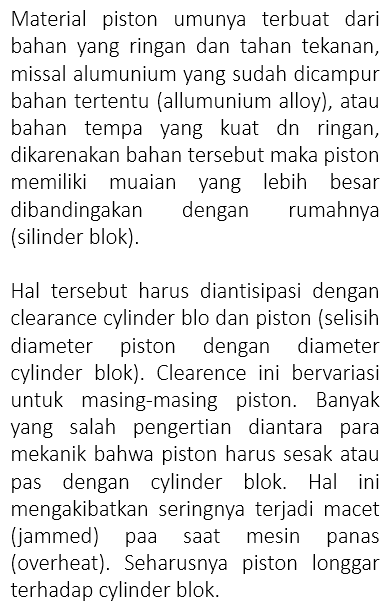 Material piston umunya terbuat dari
bahan yang ringan dan tahan tekanan,
missal alumunium yang sudah dicampur
bahan tertentu (allumunium alloy), atau
bahan tempa yang kuat dn ringan,
dikarenakan bahan tersebut maka piston
memiliki muaian yang lebih besar
dibandingakan dengan rumahnya
(silinder blok).

Hal tersebut harus diantisipasi dengan
clearance cylinder blo dan piston (selisih
diameter piston dengan diameter
cylinder blok). Clearence ini bervariasi
untuk masing-masing piston. Banyak
yang salah pengertian diantara para
mekanik bahwa piston harus sesak atau
pas dengan cylinder blok. Hal ini
mengakibatkan seringnya terjadi macet
(jammed) paa saat mesin panas
(overheat). Seharusnya piston longgar
terhadap cylinder blok.